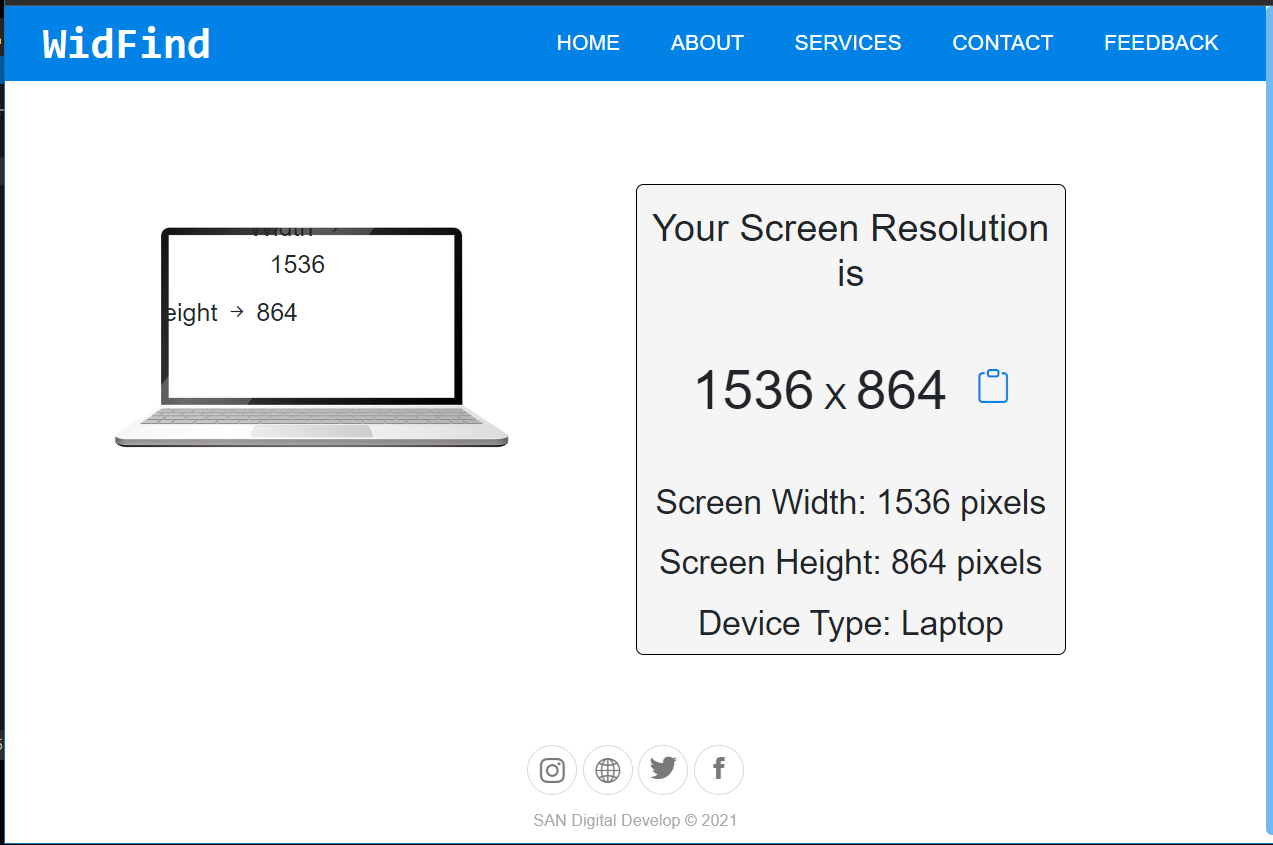 WidFind
HOME ABOUT SERVICES CONTACT FEEDBACK
Width
1536
eight → 864
Your Screen Resolution
is
1536 X 864
Screen Width: 1536 pixels
Screen Height: 864 pixels
Device Type: Laptop
SAN Digital Develop © 2021